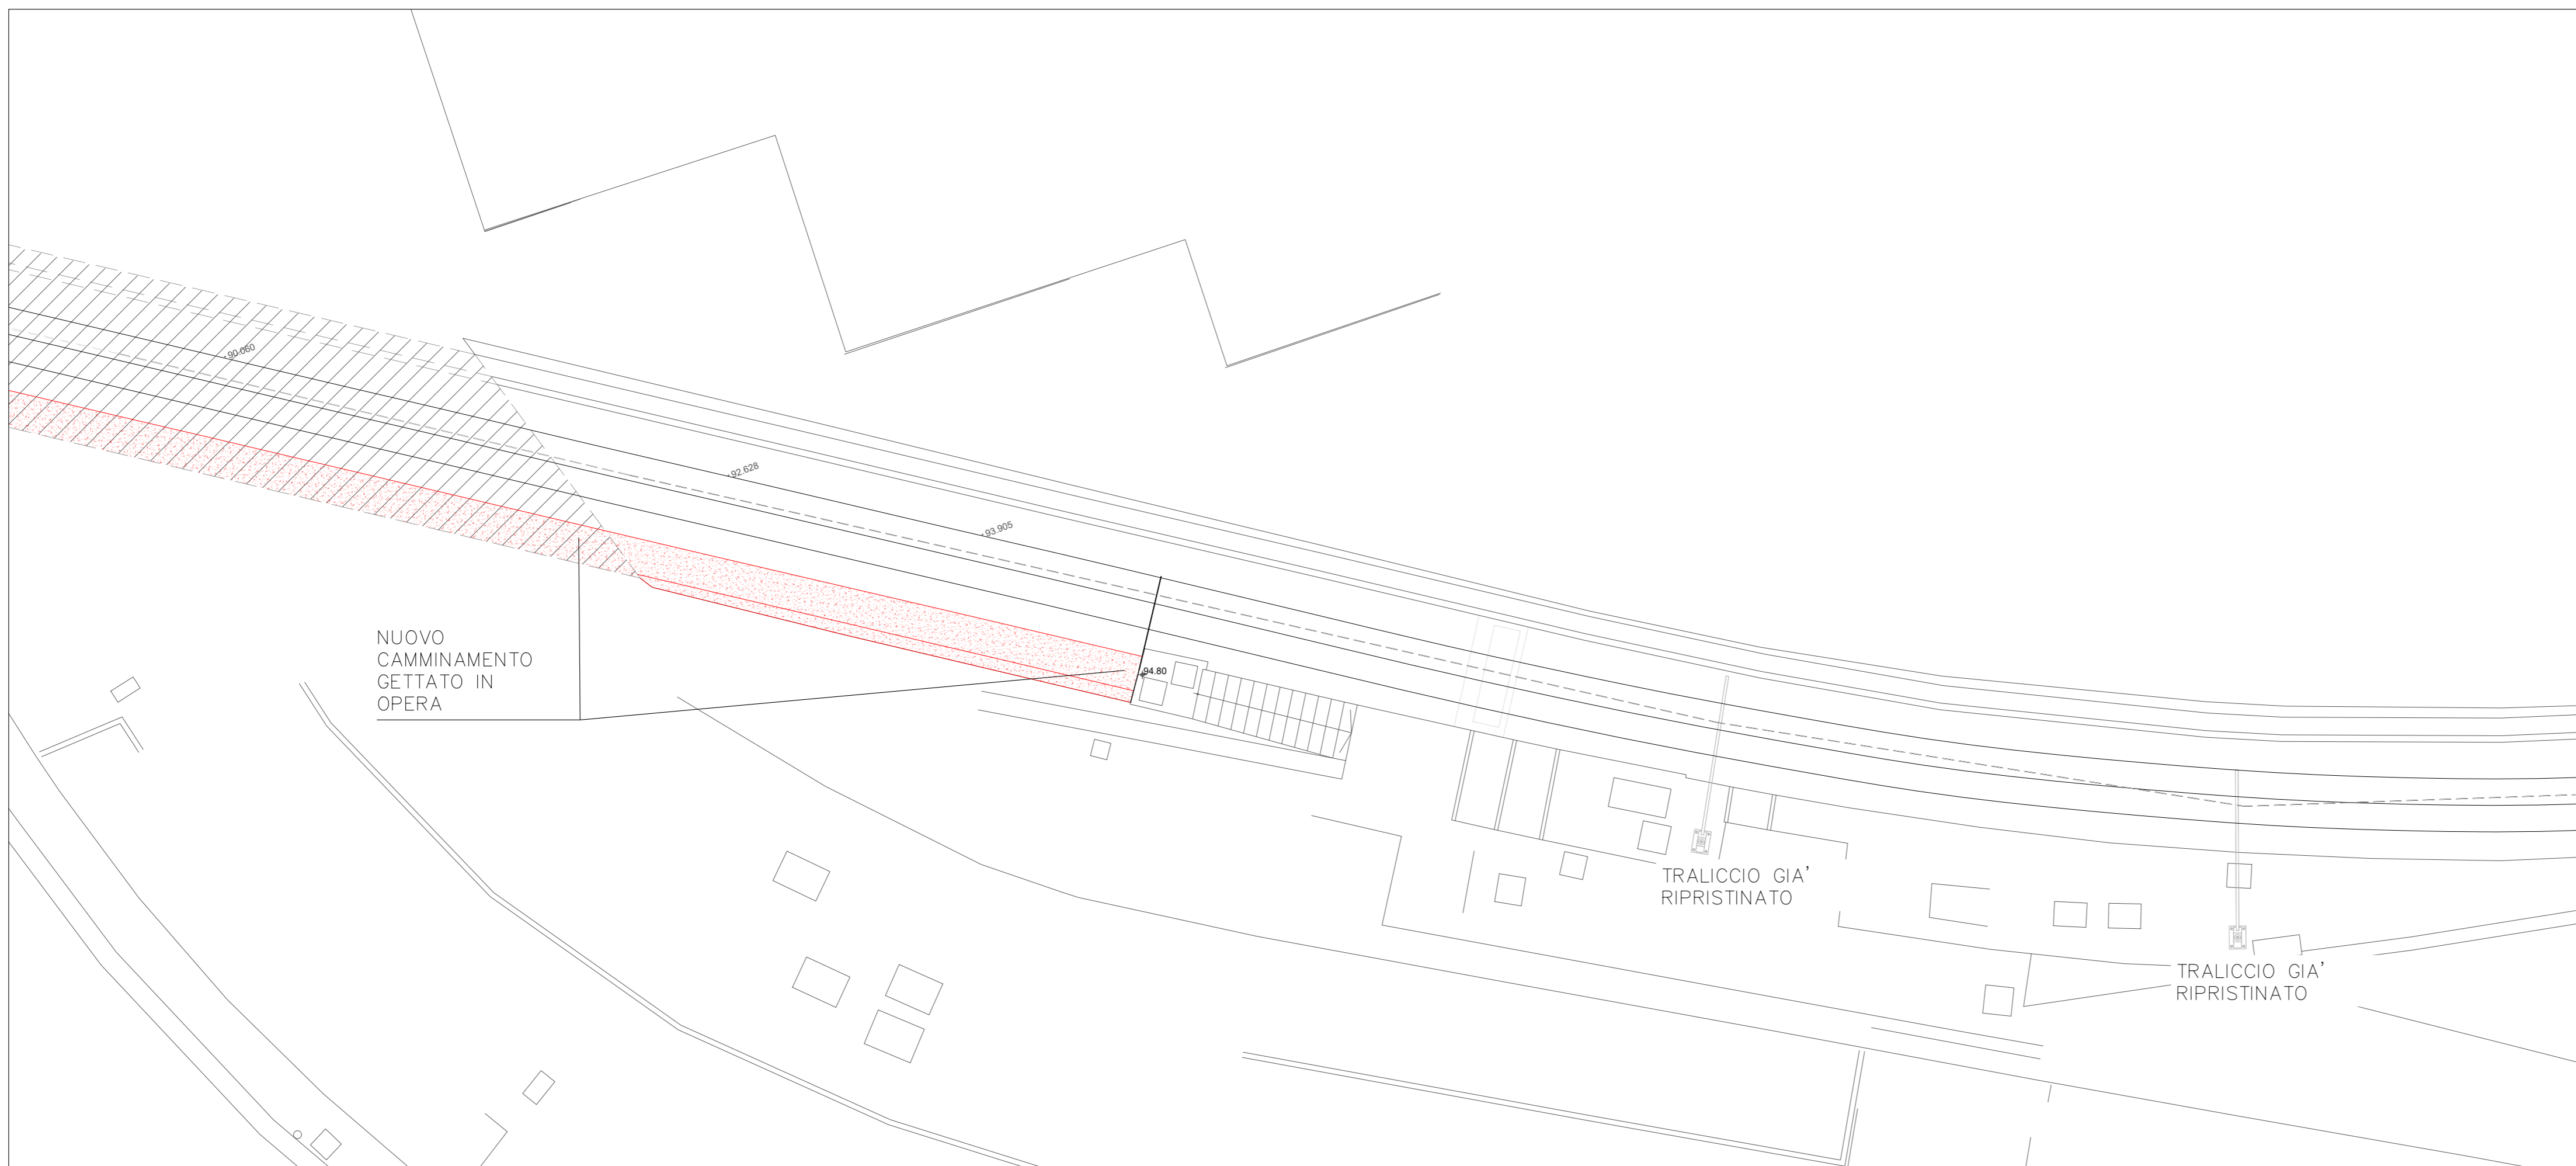 90.060
92.628
93.905
NUOVO
CAMMINAMENTO
GETTATO IN
OPERA
94.80
TRALICCIO GIA'
RIPRISTINATO
TRALICCIO GIA'
RIPRISTINATO